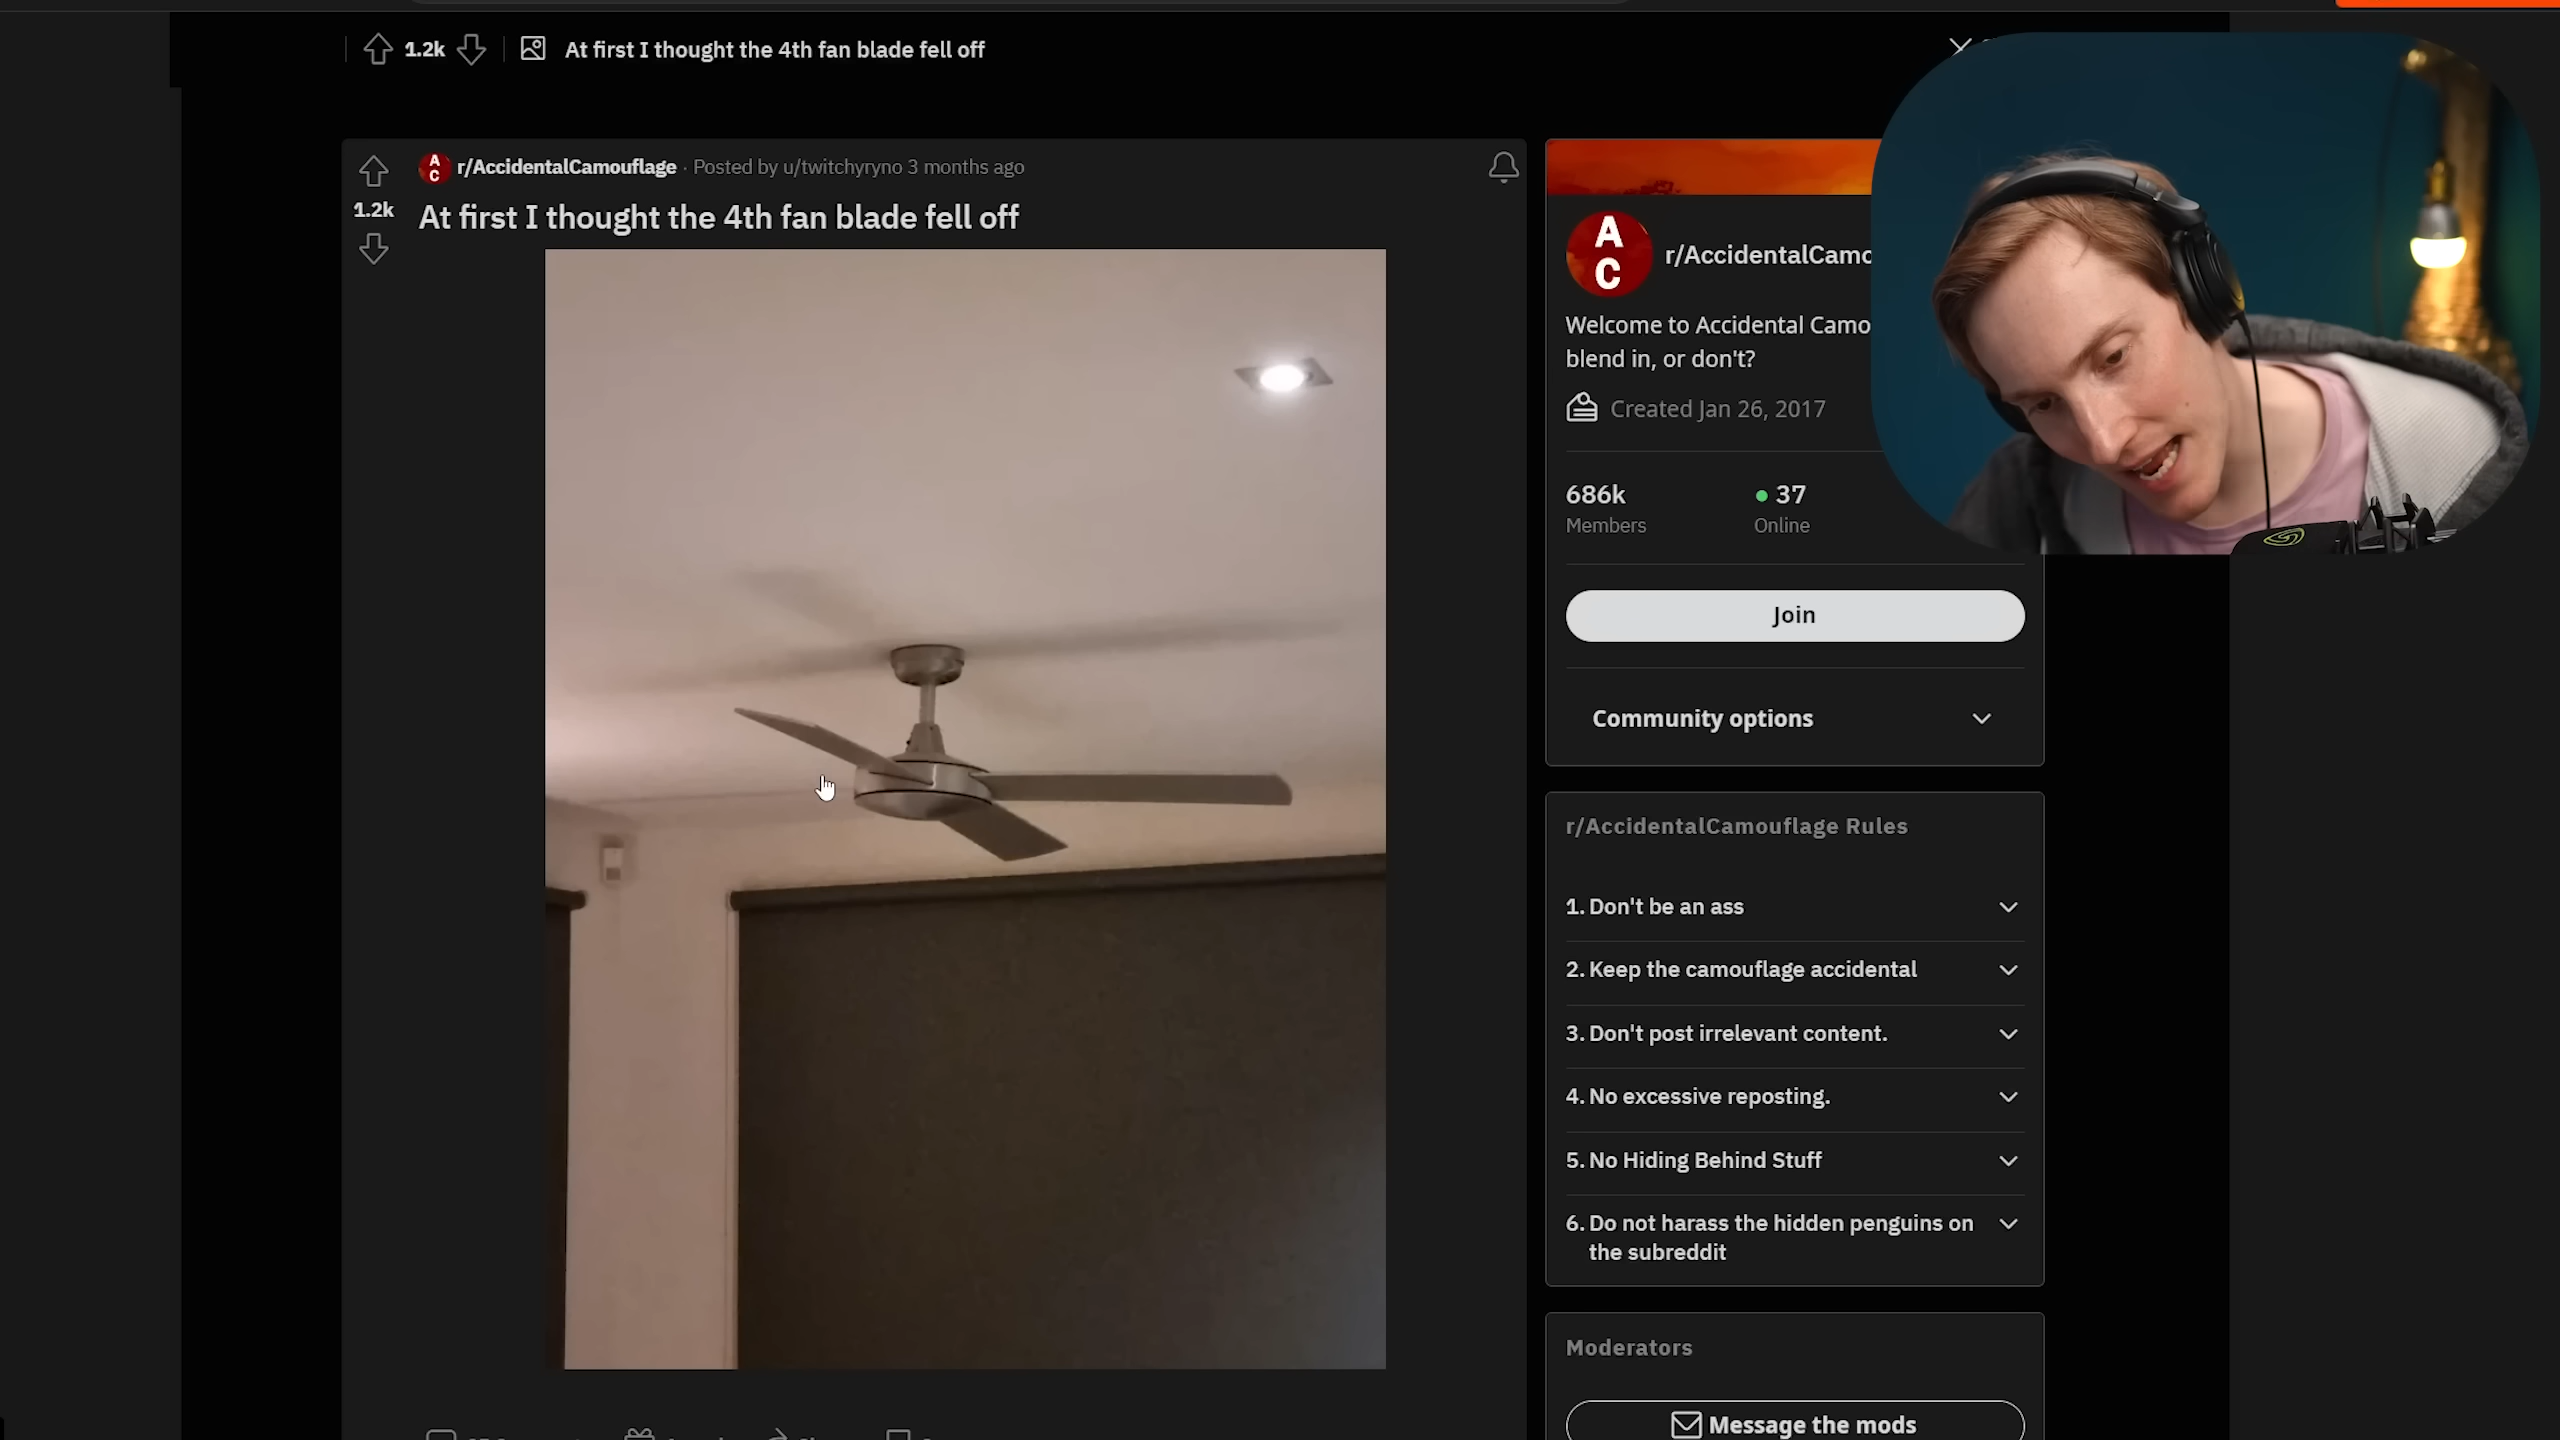 1.2k At first I thought the 4th fan blade fell off
r/AccidentalCamouflage · Posted by u/twitchyryno 3 months ago
1.2k
At first I thought the 4th fan blade fell off
A
C
r/AccidentalCamo
Welcome to Accidental Camo
blend in, or don't?
Created Jan 26, 2017
686k
Members
37
Online
Join
Community options
r/AccidentalCamouflage Rules
1. Don't be an ass
2. Keep the camouflage accidental
3. Don't post irrelevant content.
4. No excessive reposting.
5. No Hiding Behind Stuff
6. Do not harass the hidden penguins on
the subreddit
Moderators
Message the mods